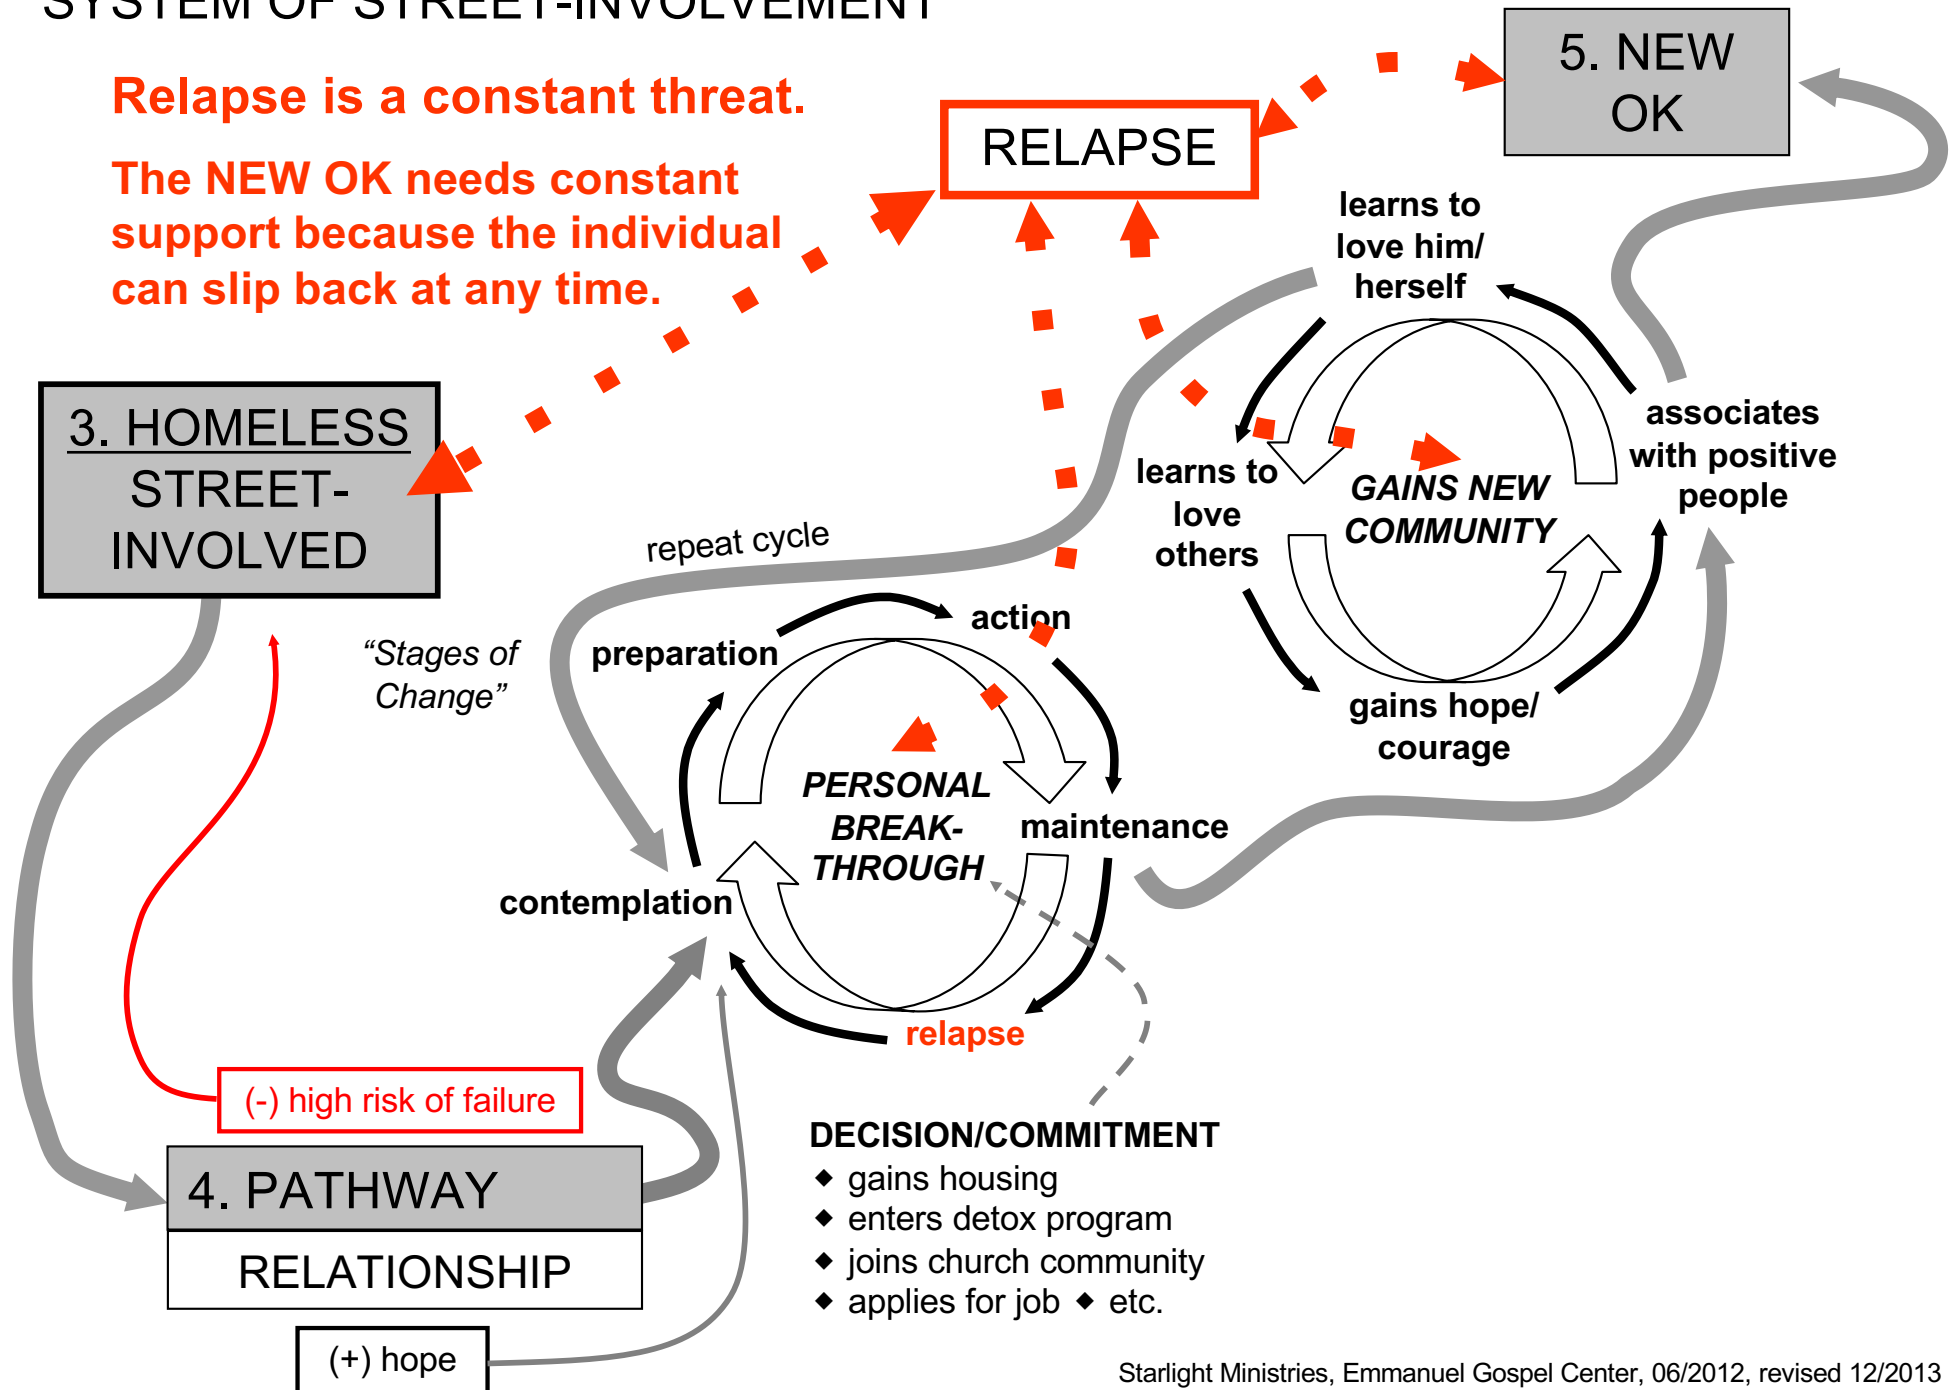 SYSTEM OF STREET-INVOLVEMENT
Relapse is a constant threat.
The NEW OK needs constant
support because the individual
can slip back at any time.
RELAPSE
5. NEW
OK
3. HOMELESS
STREET-
INVOLVED
learns to
love him/
herself
associates
with positive
people
learns to
love
others
GAINS NEW
COMMUNITY
gains hope/
courage
repeat cycle
“Stages of
Change”
preparation
action
PERSONAL
BREAK-
THROUGH
maintenance
contemplation
relapse
(-) high risk of failure
4. PATHWAY
RELATIONSHIP
(+) hope
DECISION/COMMITMENT
◆ gains housing
◆ enters detox program
◆ joins church community
◆ applies for job ◆ etc.
Starlight Ministries, Emmanuel Gospel Center, 06/2012, revised 12/2013